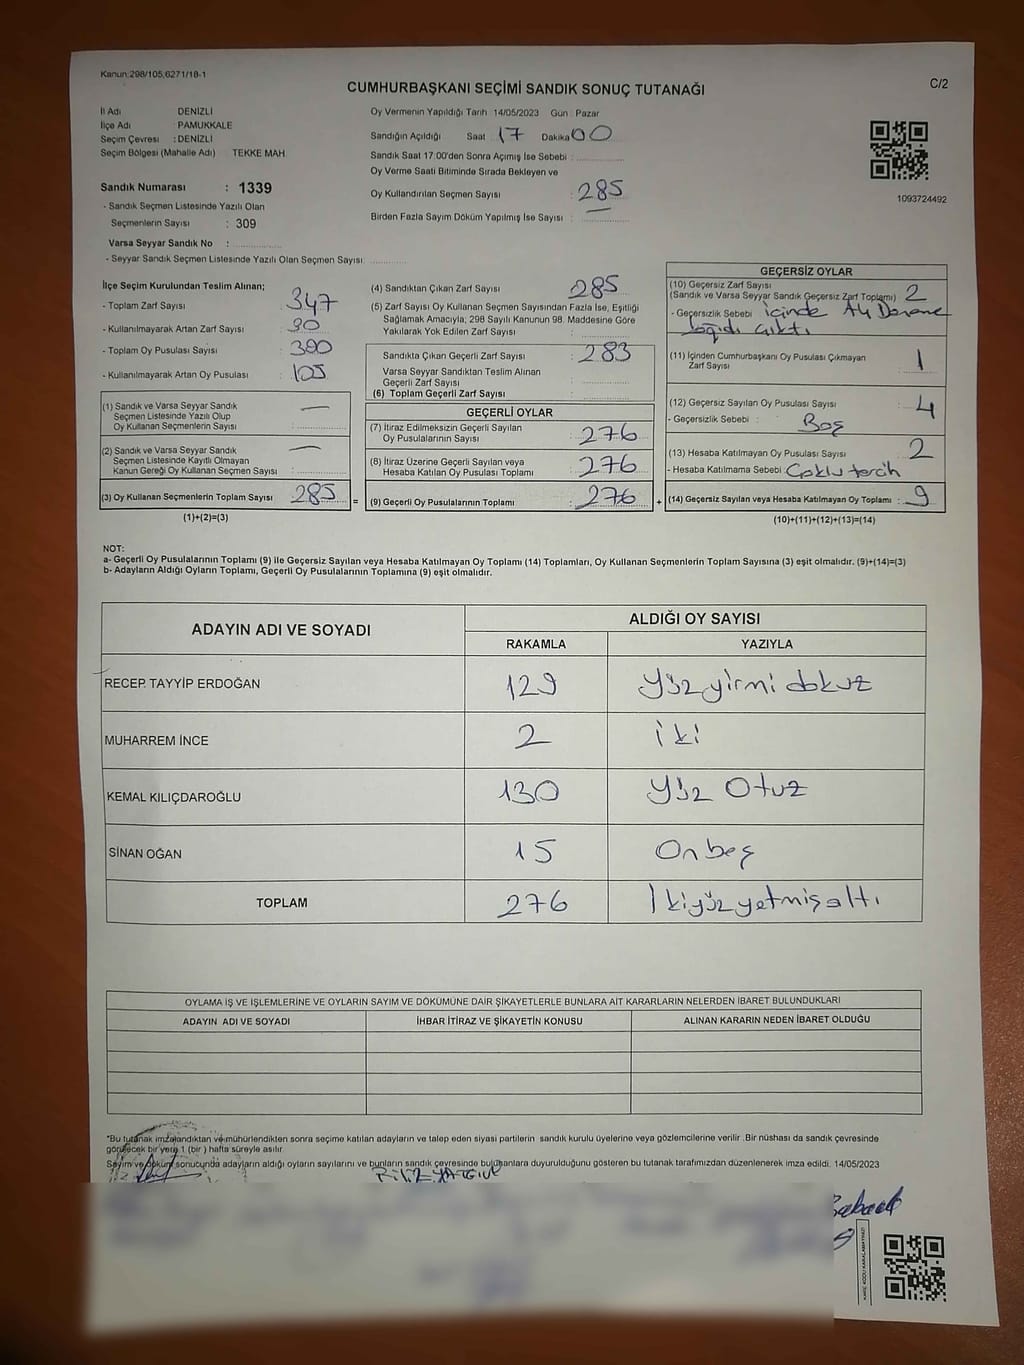 Kanun:298/105,6271/18-1
CUMHURBAŞKANI SEÇİMİ SANDIK SONUÇ TUTANAĞI
C/2
İl Adı DENİZLİ
İlçe Adı : PAMUKKALE
Seçim Çevresi : DENİZLİ
Seçim Bölgesi (Mahalle Adı) TEKKE MAH.
Sandık Numarası : 1339
- Sandık Seçmen Listesinde Yazılı Olan
Seçmenlerin Sayısı : 309
Varsa Seyyar Sandık No :
- Seyyar Sandık Seçmen Listesinde Yazılı Olan Seçmen Sayısı:
Oy Vermenin Yapıldığı Tarih 14/05/2023 Gün : Pazar
Sandığın Açıldığı Saat 17 Dakika 00
Sandık Saat 17:00'den Sonra Açımış İse Sebebi :
Oy Verme Saati Bitiminde Sırada Bekleyen ve
Oy Kullandırılan Seçmen Sayısı : 285
Birden Fazla Sayım Döküm Yapılmış İse Sayısı :
1093724492
İlçe Seçim Kurulundan Teslim Alınan;
- Toplam Zarf Sayısı : 347
- Kullanılmayarak Artan Zarf Sayısı :
- Toplam Oy Pusulası Sayısı :
- Kullanılmayarak Artan Oy Pusulası : 105
(1) Sandık ve Varsa Seyyar Sandık
Seçmen Listesinde Yazılı Olup
Oy Kullanan Seçmenlerin Sayısı :
(2) Sandık ve Varsa Seyyar Sandık
Seçmen Listesinde Kayıtlı Olmayan
Kanun Gereği Oy Kullanan Seçmen Sayısı :
(3) Oy Kullanan Seçmenlerin Toplam Sayısı : 285 =
(1)+(2)=(3)
(4) Sandıktan Çıkan Zarf Sayısı : 285
(5) Zarf Sayısı Oy Kullanan Seçmen Sayısından Fazla İse, Eşitliği
Sağlamak Amacıyla; 298 Sayılı Kanunun 98. Maddesine Göre
Yakılarak Yok Edilen Zarf Sayısı :
Sandıkta Çıkan Geçerli Zarf Sayısı : 283
Varsa Seyyar Sandıktan Teslim Alınan
Geçerli Zarf Sayısı :
(6) Toplam Geçerli Zarf Sayısı :
GEÇERLİ OYLAR
(7) İtiraz Edilmeksizin Geçerli Sayılan
Oy Pusulalarının Sayısı : 276
(8) İtiraz Üzerine Geçerli Sayılan veya
Hesaba Katılan Oy Pusulası Toplamı : 276
(9) Geçerli Oy Pusulalarının Toplamı : 276 +
GEÇERSİZ OYLAR
(10) Geçersiz Zarf Sayısı
(Sandık ve Varsa Seyyar Sandık Geçersiz Zarf Toplamı) : 2
- Geçersizlik Sebebi : içinde
çıktı
(11) İçinden Cumhurbaşkanı Oy Pusulası Çıkmayan
Zarf Sayısı : 1
(12) Geçersiz Sayılan Oy Pusulası Sayısı : 4
- Geçersizlik Sebebi : Boş
(13) Hesaba Katılmayan Oy Pusulası Sayısı : 2
- Hesaba Katılmama Sebebi : Çoklu tercih
(14) Geçersiz Sayılan veya Hesaba Katılmayan Oy Toplamı : 9
(10)+(11)+(12)+(13)=(14)
NOT:
a- Geçerli Oy Pusulalarının Toplamı (9) ile Geçersiz Sayılan veya Hesaba Katılmayan Oy Toplamı (14) Toplamları, Oy Kullanan Seçmenlerin Toplam Sayısına (3) eşit olmalıdır. (9)+(14)=(3)
b- Adayların Aldığı Oyların Toplamı, Geçerli Oy Pusulalarının Toplamına (9) eşit olmalıdır.
ADAYIN ADI VE SOYADI
ALDIĞI OY SAYISI
RAKAMLA YAZIYLA
RECEP TAYYİP ERDOĞAN 129 Yüz yirmi dokuz
MUHARREM İNCE 2 iki
KEMAL KILIÇDAROĞLU 130 Yüz Otuz
SİNAN OĞAN 15 Onbeş
TOPLAM 276 İkiyüzyetmişaltı
OYLAMA İŞ VE İŞLEMLERİNE VE OYLARIN SAYIM VE DÖKÜMÜNE DAİR ŞİKAYETLERLE BUNLARA AİT KARARLARIN NELERDEN İBARET BULUNDUKLARI
ADAYIN ADI VE SOYADI İHBAR İTİRAZ VE ŞİKAYETİN KONUSU ALINAN KARARIN NEDEN İBARET OLDUĞU
*Bu tutanak imzalandıktan ve mühürlendikten sonra seçime katılan adayların ve talep eden siyasi partilerin sandık kurulu üyelerine veya gözlemcilerine verilir .Bir nüshası da sandık çevresinde
görülecek bir yere 1 (bir ) hafta süreyle asılır.
Sayım ve döküm sonucunda adayların aldığı oyların sayılarını ve bunların sandık çevresinde bulunanlara duyurulduğunu gösteren bu tutanak tarafımızdan düzenlenerek imza edildi. 14/05/2023